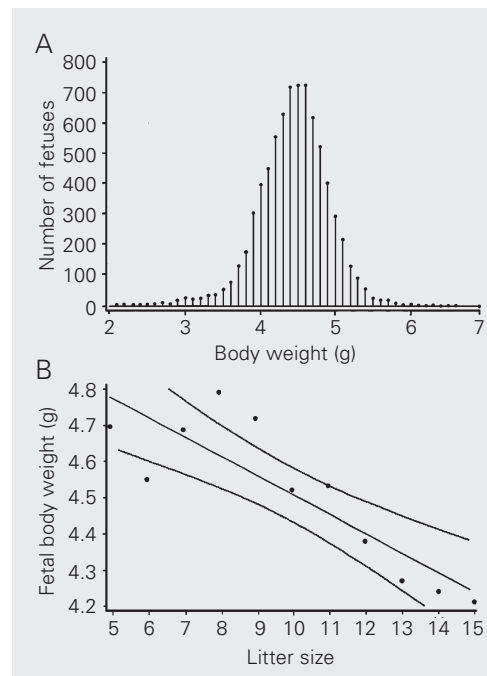 A
800
700
600
500
400
300
200
100
0
Number of fetuses
2 3 4 5 6 7
Body weight (g)
B
4.8
4.7
4.6
4.5
4.4
4.3
4.2
Fetal body weight (g)
5 6 7 8 9 10 11 12 13 14 15
Litter size